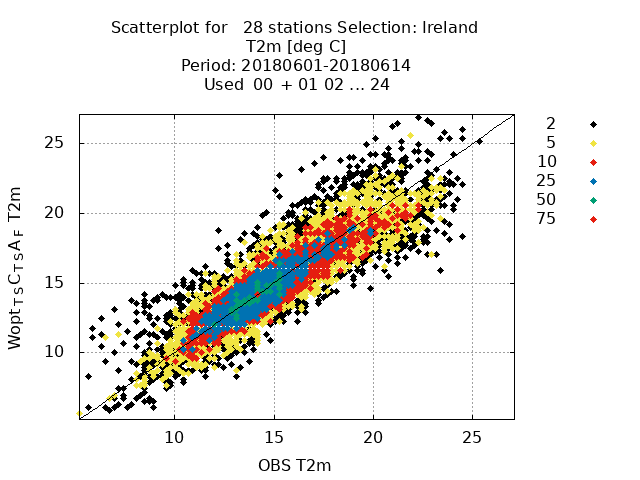 Scatterplot for 28 stations Selection: Ireland
T2m [deg C]
Period: 20180601-20180614
Used 00 + 01 02 ... 24
2
5
10
25
50
75
25
20
15
10
10 15 20 25
OBS T2m
Wopt_TS C_TS A_F T2m